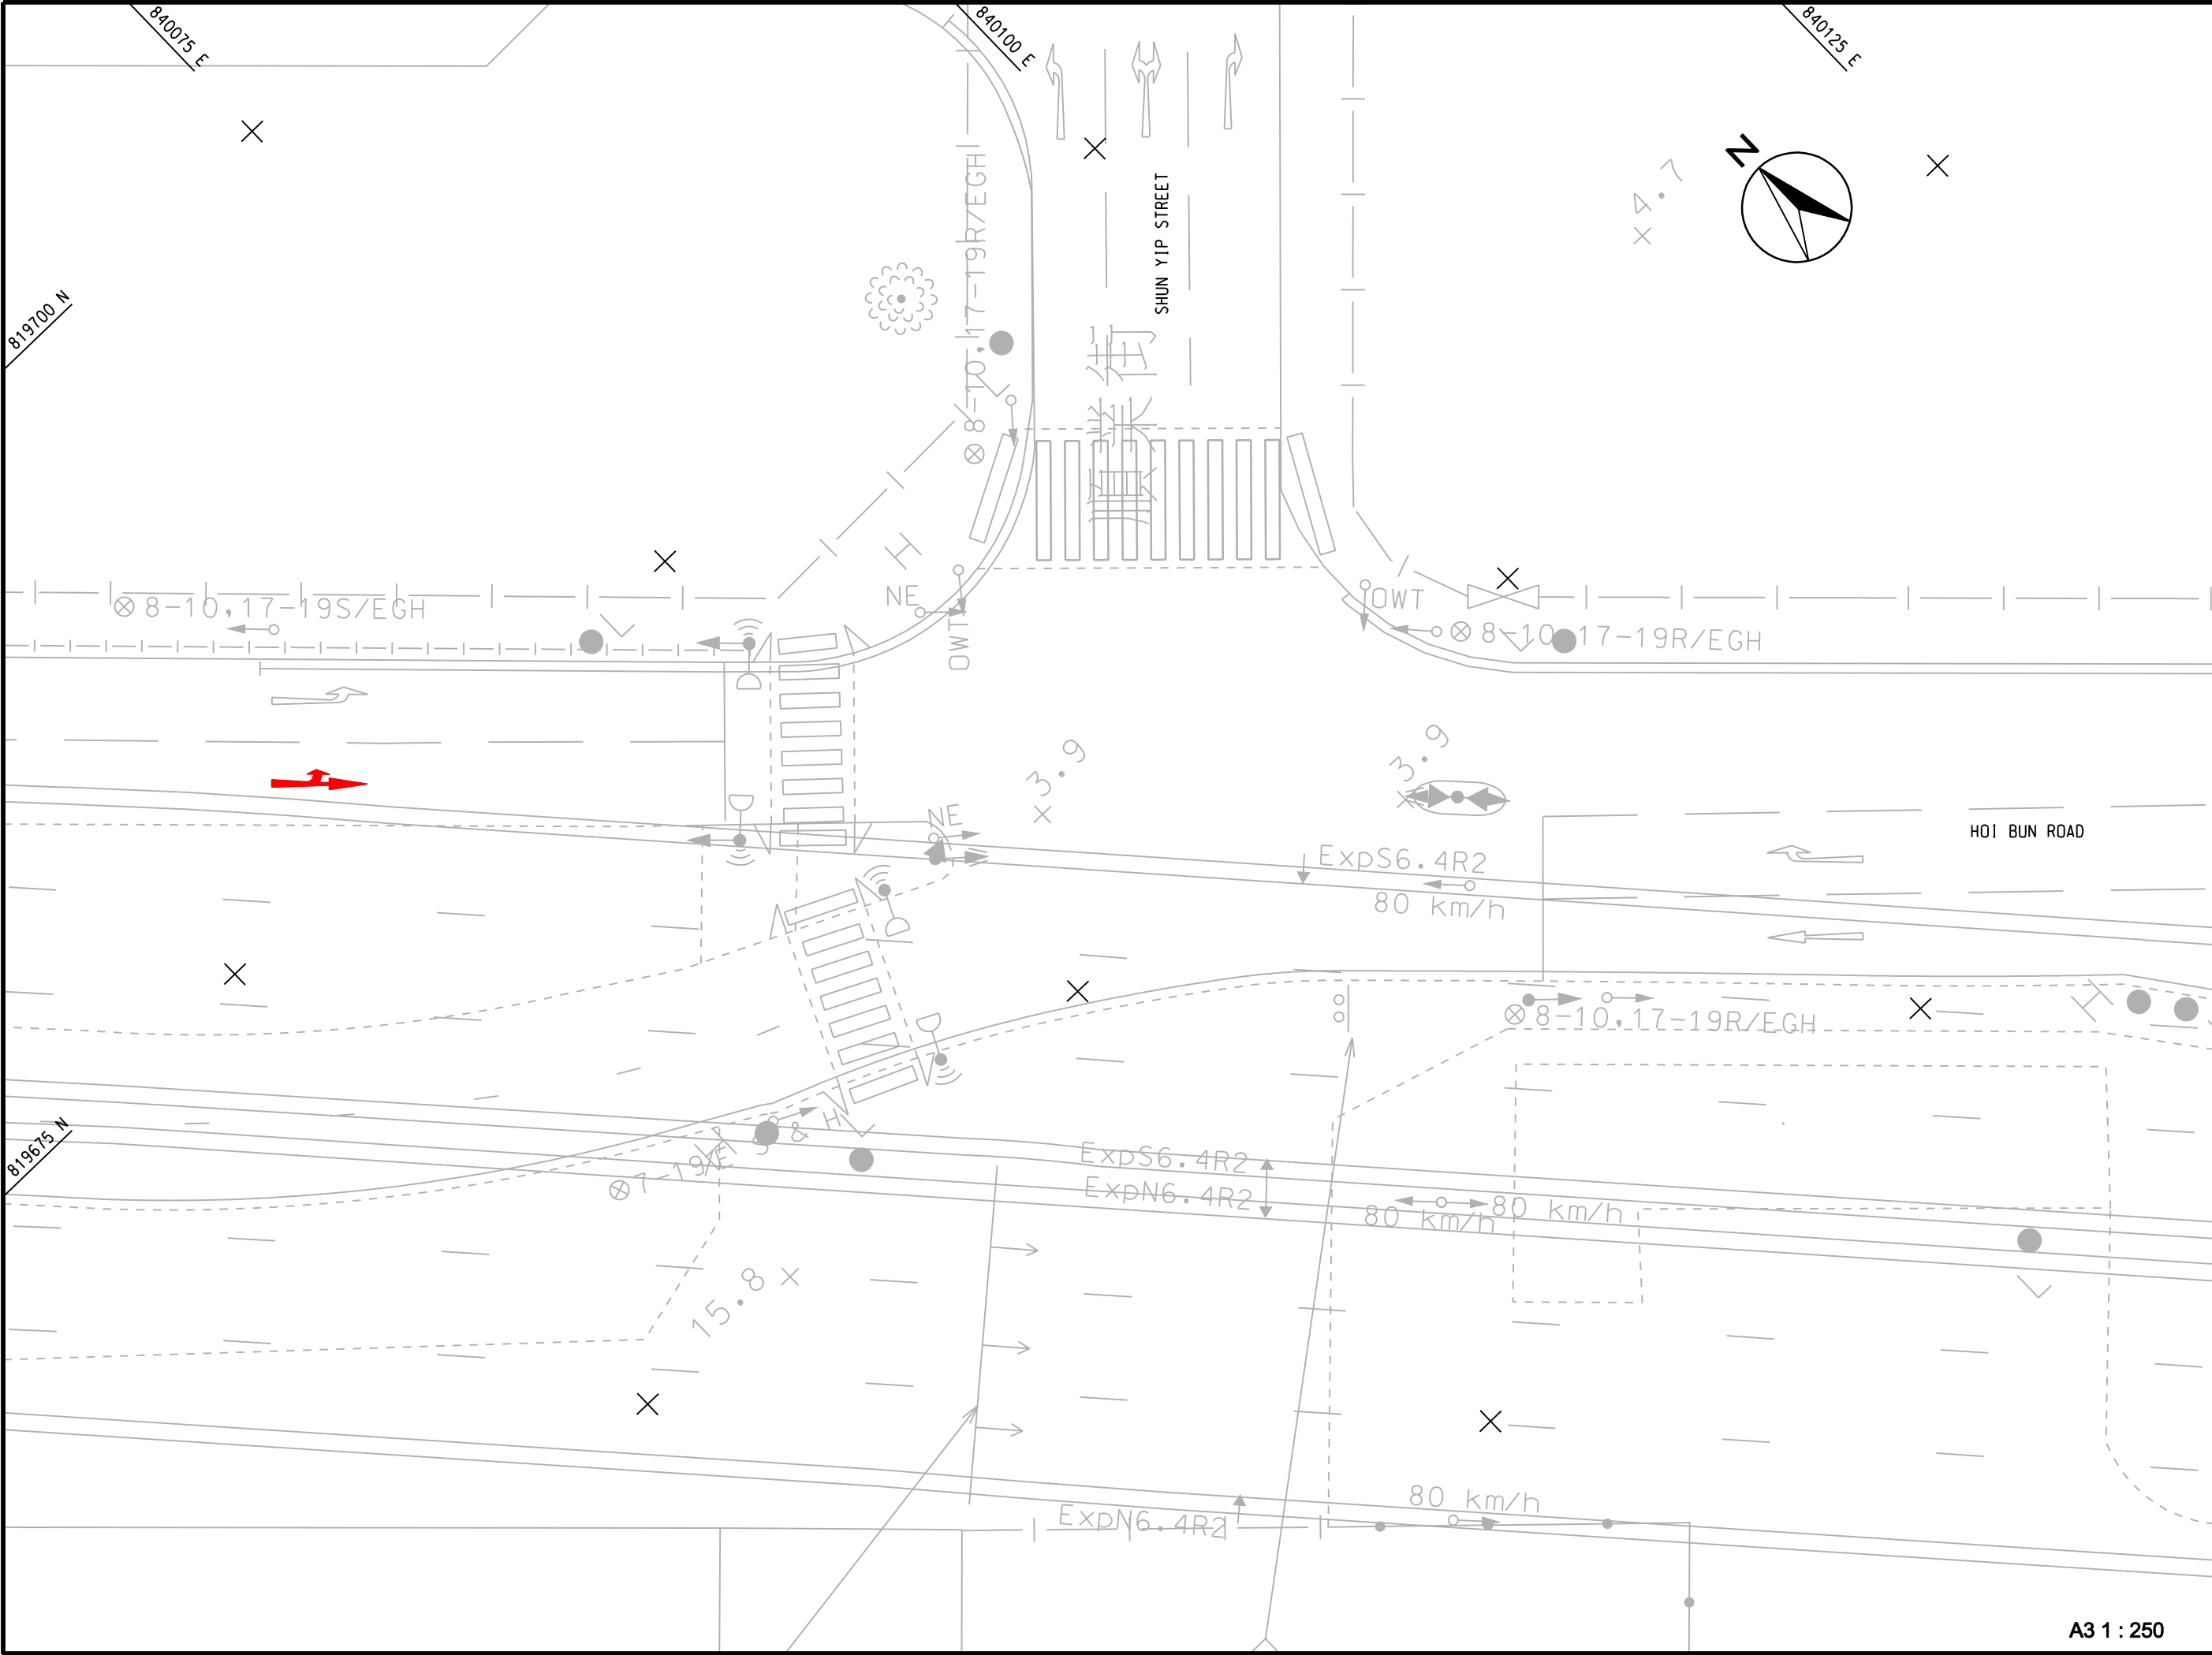 840075 E
840100 E
840125 E
N
4.7
8-10,17-19R/EGH
SHUN YIP STREET
819700 N
順業街
H
NE
OWT
OWT
8-10,17-19S/EGH
8-10,17-19R/EGH
3.9
3.9
NE
HOI BUN ROAD
ExpS6.4R2
80 km/h
8-10,17-19R/EGH
H
819675 N
H
ExpS6.4R2
ExpN6.4R2
80 km/h
80 km/h
15.8
80 km/h
ExpN6.4R2
A3 1 : 250